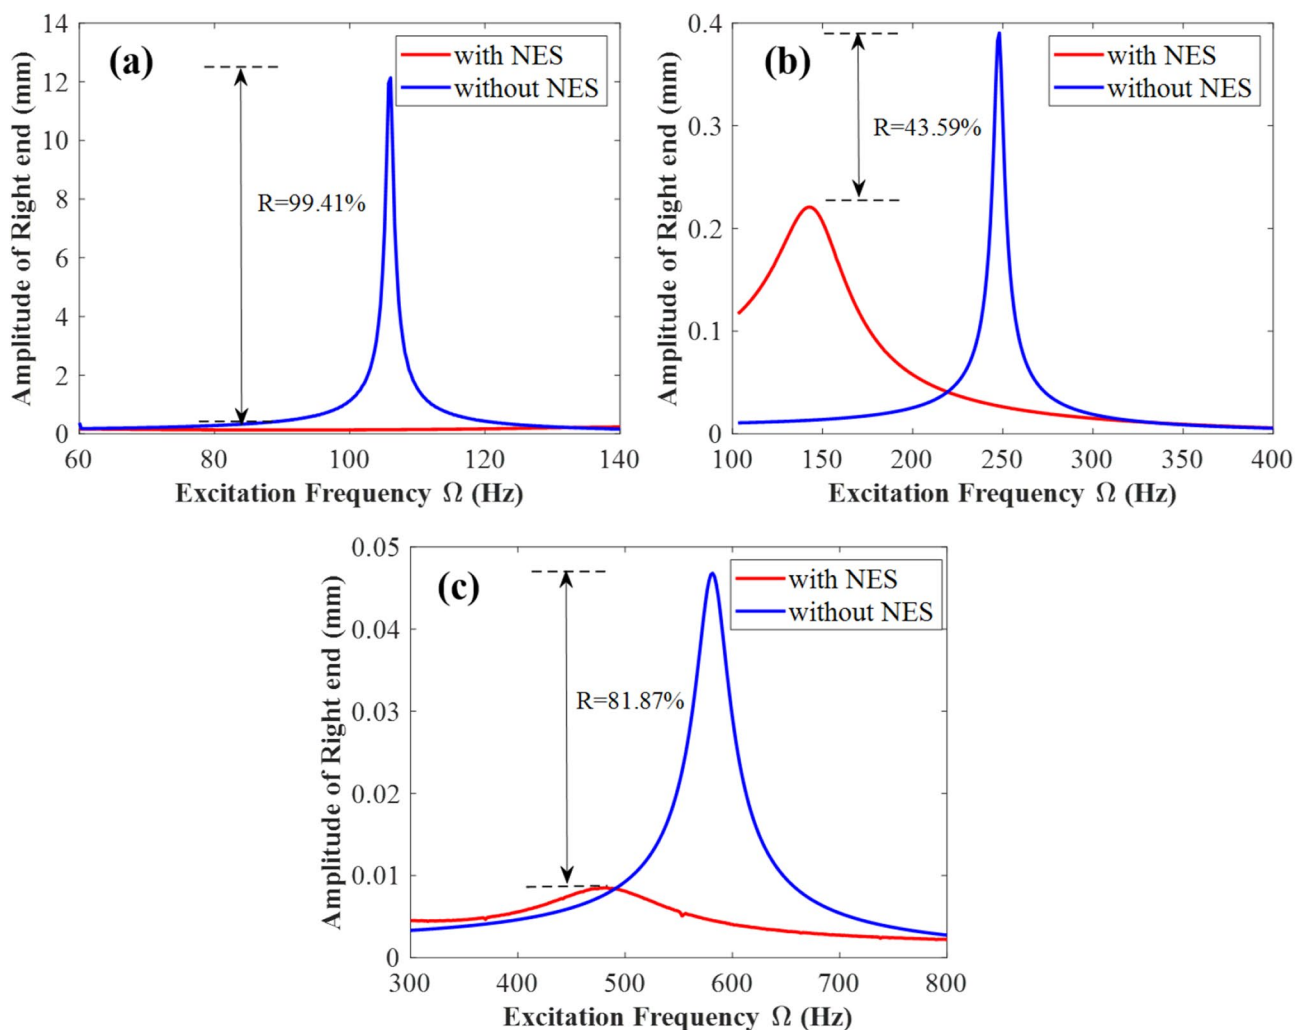 (a)
with NES
without NES
R=99.41%
14
12
10
8
6
4
2
0
60
80
100
120
140
Amplitude of Right end (mm)
Excitation Frequency Ω (Hz)
(b)
with NES
without NES
R=43.59%
0.4
0.3
0.2
0.1
0
100
150
200
250
300
350
400
Amplitude of Right end (mm)
Excitation Frequency Ω (Hz)
(c)
with NES
without NES
R=81.87%
0.05
0.04
0.03
0.02
0.01
0
300
400
500
600
700
800
Amplitude of Right end (mm)
Excitation Frequency Ω (Hz)